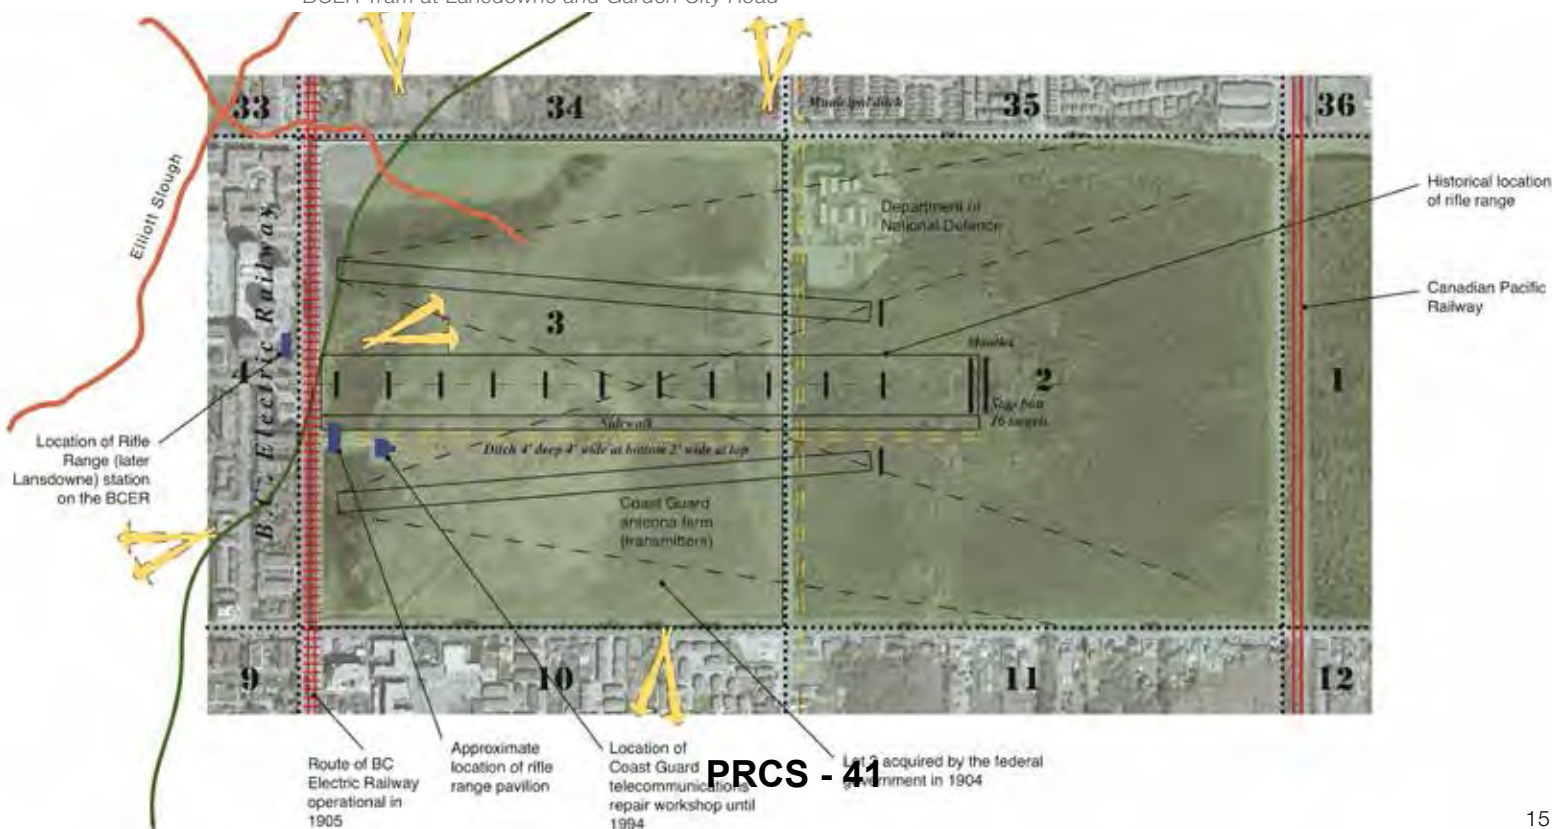 BCER Tram at Lansdowne and Garden City Road
33
34
Municipal ditch
35
36
Elliott Slough
B.C. Electric Railway
Department of
National Defence
Historical location
of rifle range
Canadian Pacific
Railway
3
4
2
1
Sidewalk
16 targets
Ditch 4' deep 4' wide at bottom 2' wide at top
Location of Rifle
Range (later
Lansdowne) station
on the BCER
Coast Guard
antenna farm
(transmitters)
9
10
11
12
Route of BC
Electric Railway
operational in
1905
Approximate
location of rifle
range pavilion
Location of
Coast Guard
telecommunications
repair workshop until
1994
acquired by the federal
government in 1904
PRCS - 41
15